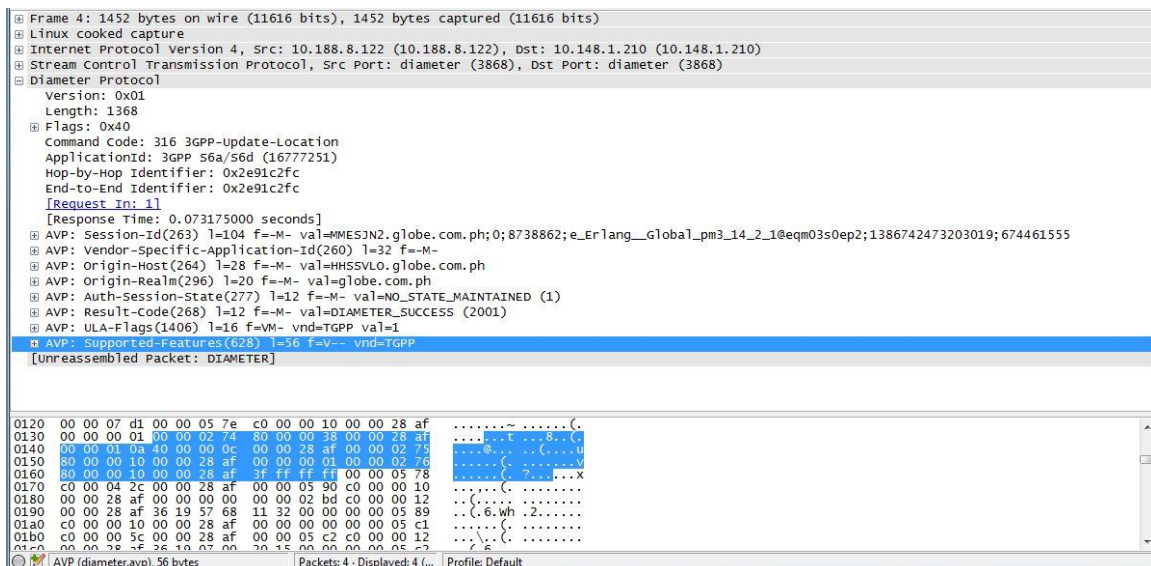 Frame 4: 1452 bytes on wire (11616 bits), 1452 bytes captured (11616 bits)
Linux cooked capture
Internet Protocol Version 4, Src: 10.188.8.122 (10.188.8.122), Dst: 10.148.1.210 (10.148.1.210)
Stream Control Transmission Protocol, Src Port: diameter (3868), Dst Port: diameter (3868)
Diameter Protocol
Version: 0x01
Length: 1368
Flags: 0x40
Command Code: 316 3GPP-Update-Location
ApplicationId: 3GPP S6a/S6d (16777251)
Hop-by-Hop Identifier: 0x2e91c2fc
End-to-End Identifier: 0x2e91c2fc
[Request In: 1]
[Response Time: 0.073175000 seconds]
AVP: Session-Id(263) l=104 f=-M- val=MMESJN2.globe.com.ph;0;8738862;e_Erlang__Global_pm3_14_2_1@eqm03s0ep2;1386742473203019;674461555
AVP: Vendor-Specific-Application-Id(260) l=32 f=-M-
AVP: Origin-Host(264) l=28 f=-M- val=HHSSVLO.globe.com.ph
AVP: Origin-Realm(296) l=20 f=-M- val=globe.com.ph
AVP: Auth-Session-State(277) l=12 f=-M- val=NO_STATE_MAINTAINED (1)
AVP: Result-Code(268) l=12 f=-M- val=DIAMETER_SUCCESS (2001)
AVP: ULA-Flags(1406) l=16 f=VM- vnd=TGPP val=1
AVP: Supported-Features(628) l=56 f=V-- vnd=TGPP
[Unreassembled Packet: DIAMETER]
0120 00 00 07 d1 00 00 05 7e c0 00 00 10 00 00 28 af .......~ ......(.
0130 00 00 00 01 00 00 02 74 80 00 00 38 00 00 28 af .......t ...8..(.
0140 00 00 01 0a 40 00 00 0c 00 00 28 af 00 00 02 75 ....@... ..(....u
0150 80 00 00 10 00 00 28 af 00 00 00 01 00 00 02 76 ......(. .......v
0160 80 00 00 10 00 00 28 af 3f ff ff ff 00 00 05 78 ......(. ?......x
0170 c0 00 04 2c 00 00 28 af 00 00 05 90 c0 00 00 10 ...,..(. ........
0180 00 00 28 af 00 00 00 00 00 00 02 bd c0 00 00 12 ..(..... ........
0190 00 00 28 af 36 19 57 68 11 32 00 00 00 00 05 89 ..(.6.Wh .2......
01a0 c0 00 00 10 00 00 28 af 00 00 00 00 00 00 05 c1 ......(. ........
01b0 c0 00 00 5c 00 00 28 af 00 00 05 c2 c0 00 00 12 ...\..(. ........
AVP (diameter.avp), 56 bytes
Packets: 4 · Displayed: 4 (...
Profile: Default